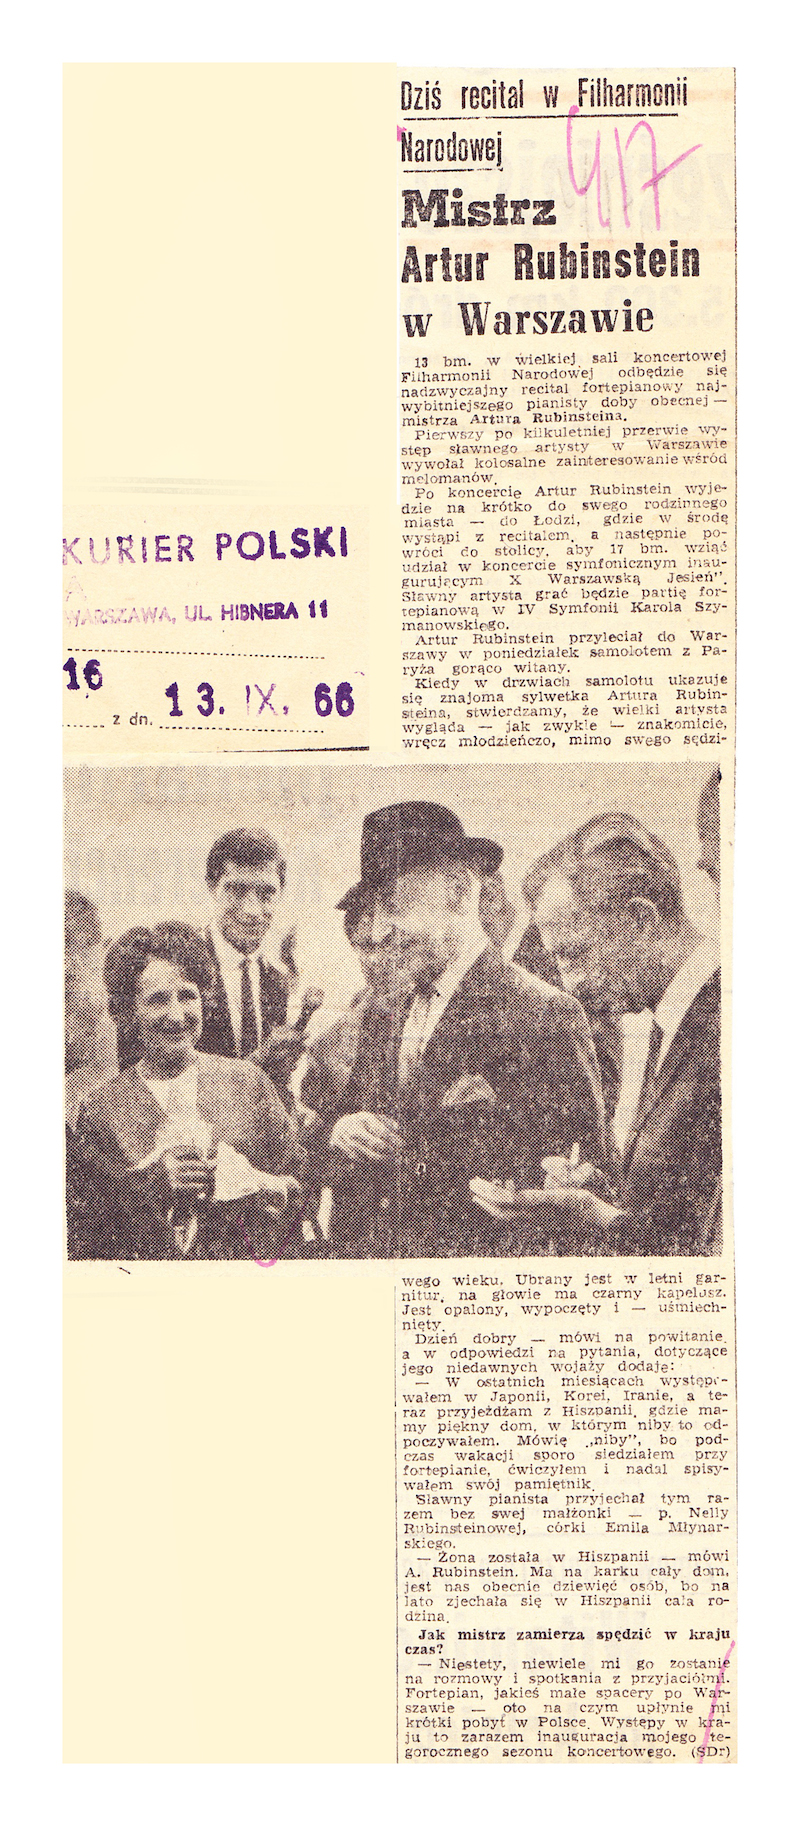 Dziś recital w Filharmonii
Narodowej
417
Mistrz
Artur Rubinstein
w Warszawie
13 bm. w wielkiej sali koncertowej
Filharmonii Narodowej odbędzie się
nadzwyczajny recital fortepianowy naj-
wybitniejszego pianisty doby obecnej —
mistrza Artura Rubinsteina.
Pierwszy po kilkuletniej przerwie wy-
stęp sławnego artysty w Warszawie
wywołał kolosalne zainteresowanie wśród
melomanów.
Po koncercie Artur Rubinstein wyje-
dzie na krótko do swego rodzinnego
miasta — do Łodzi, gdzie w środę
wystąpi z recitalem, a następnie po-
wróci do stolicy, aby 17 bm. wziąć
udział w koncercie symfonicznym inau-
gurującym X Warszawską Jesień”.
Sławny artysta grać będzie partię for-
tepianową w IV Symfonii Karola Szy-
manowskiego.
Artur Rubinstein przyleciał do War-
szawy w poniedziałek samolotem z Pa-
ryża gorąco witany.
Kiedy w drzwiach samolotu ukazuje
się znajoma sylwetka Artura Rubin-
steina, stwierdzamy, że wielki artysta
wygląda — jak zwykle — znakomicie,
wręcz młodzieńczo, mimo swego sędzi-
KURIER POLSKI
A
WARSZAWA, UL. HIBNERA 11
16
z dn. 13. IX. 66
wego wieku. Ubrany jest w letni gar-
nitur, na głowie ma czarny kapelusz.
Jest opalony, wypoczęty i — uśmiech-
nięty.
Dzień dobry — mówi na powitanie,
a w odpowiedzi na pytania, dotyczące
jego niedawnych wojaży dodaje:
— W ostatnich miesiącach występo-
wałem w Japonii, Korei, Iranie, a te-
raz przyjeżdżam z Hiszpanii, gdzie ma-
my piękny dom, w którym niby to od-
poczywałem. Mówię „niby”, bo pod-
czas wakacji sporo siedziałem przy
fortepianie, ćwiczyłem i nadal spisy-
wałem swój pamiętnik.
Sławny pianista przyjechał tym ra-
zem bez swej małżonki — p. Nelly
Rubinsteinowej, córki Emila Młynar-
skiego.
— Żona została w Hiszpanii — mówi
A. Rubinstein. Ma na karku cały dom,
jest nas obecnie dziewięć osób, bo na
lato zjechała się w Hiszpanii cała ro-
dzina.
Jak mistrz zamierza spędzić w kraju
czas?
— Niestety, niewiele mi go zostanie
na rozmowy i spotkania z przyjaciółmi.
Fortepian, jakieś małe spacery po War-
szawie — oto na czym upłynie mi
krótki pobyt w Polsce. Występy w kra-
ju to zarazem inauguracja mojego te-
gorocznego sezonu koncertowego. (SDr)